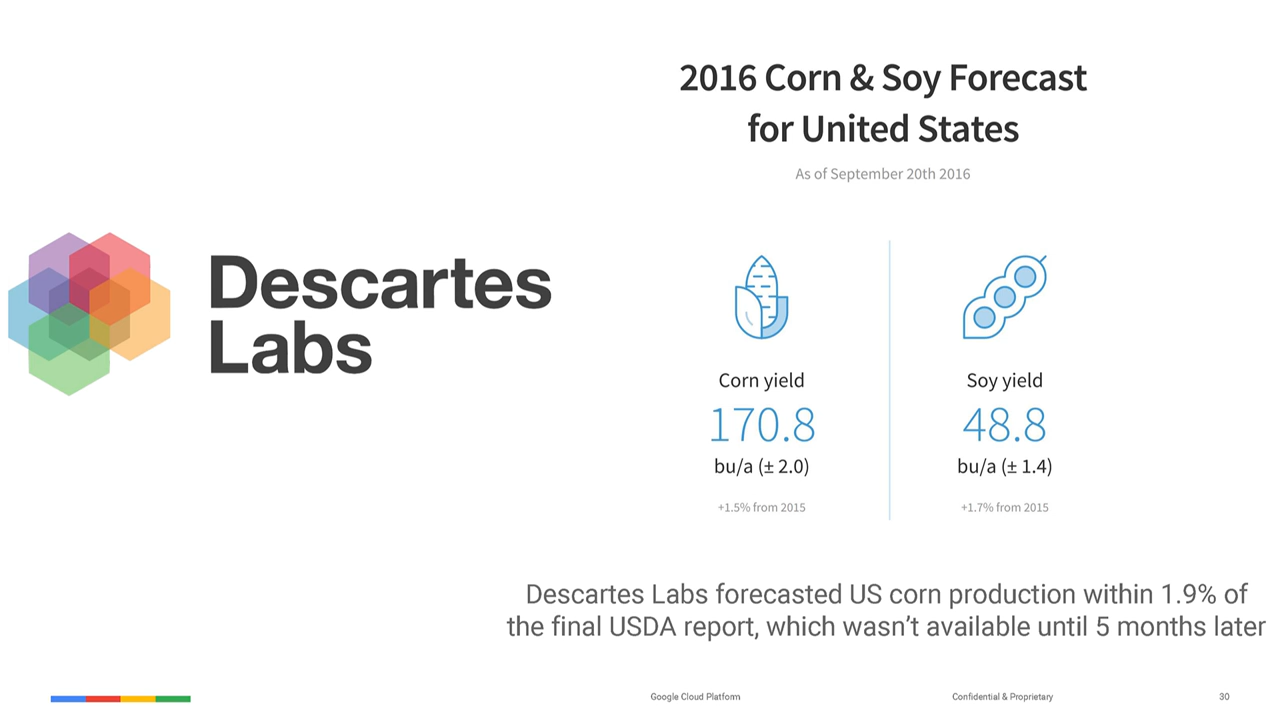 2016 Corn & Soy Forecast
for United States
As of September 20th 2016
Descartes
Labs
Corn yield
170.8
bu/a (± 2.0)
+1.5% from 2015
Soy yield
48.8
bu/a (± 1.4)
+1.7% from 2015
Descartes Labs forecasted US corn production within 1.9% of
the final USDA report, which wasn’t available until 5 months later
Google Cloud Platform
Confidential & Proprietary
30